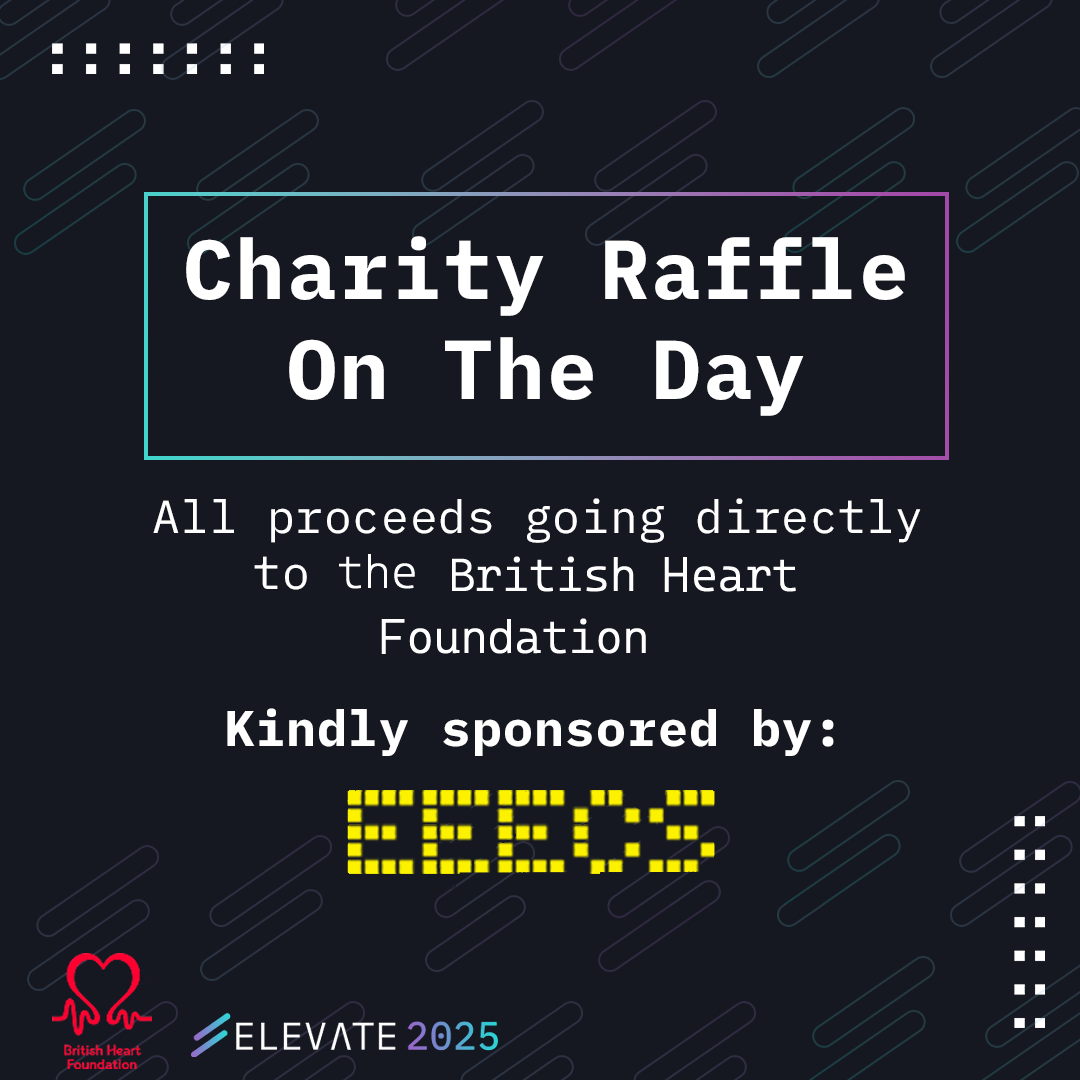 Charity Raffle
On The Day
All proceeds going directly
to the British Heart
Foundation
Kindly sponsored by:
EEECS
British Heart
Foundation
ELEVATE 2025